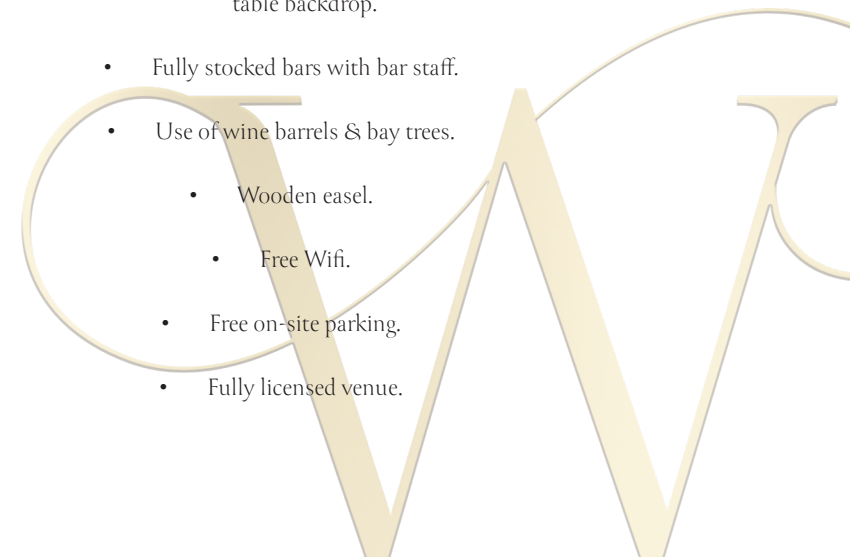 table backdrop.
• Fully stocked bars with bar staff.
• Use of wine barrels & bay trees.
• Wooden easel.
• Free Wifi.
• Free on-site parking.
• Fully licensed venue.
W